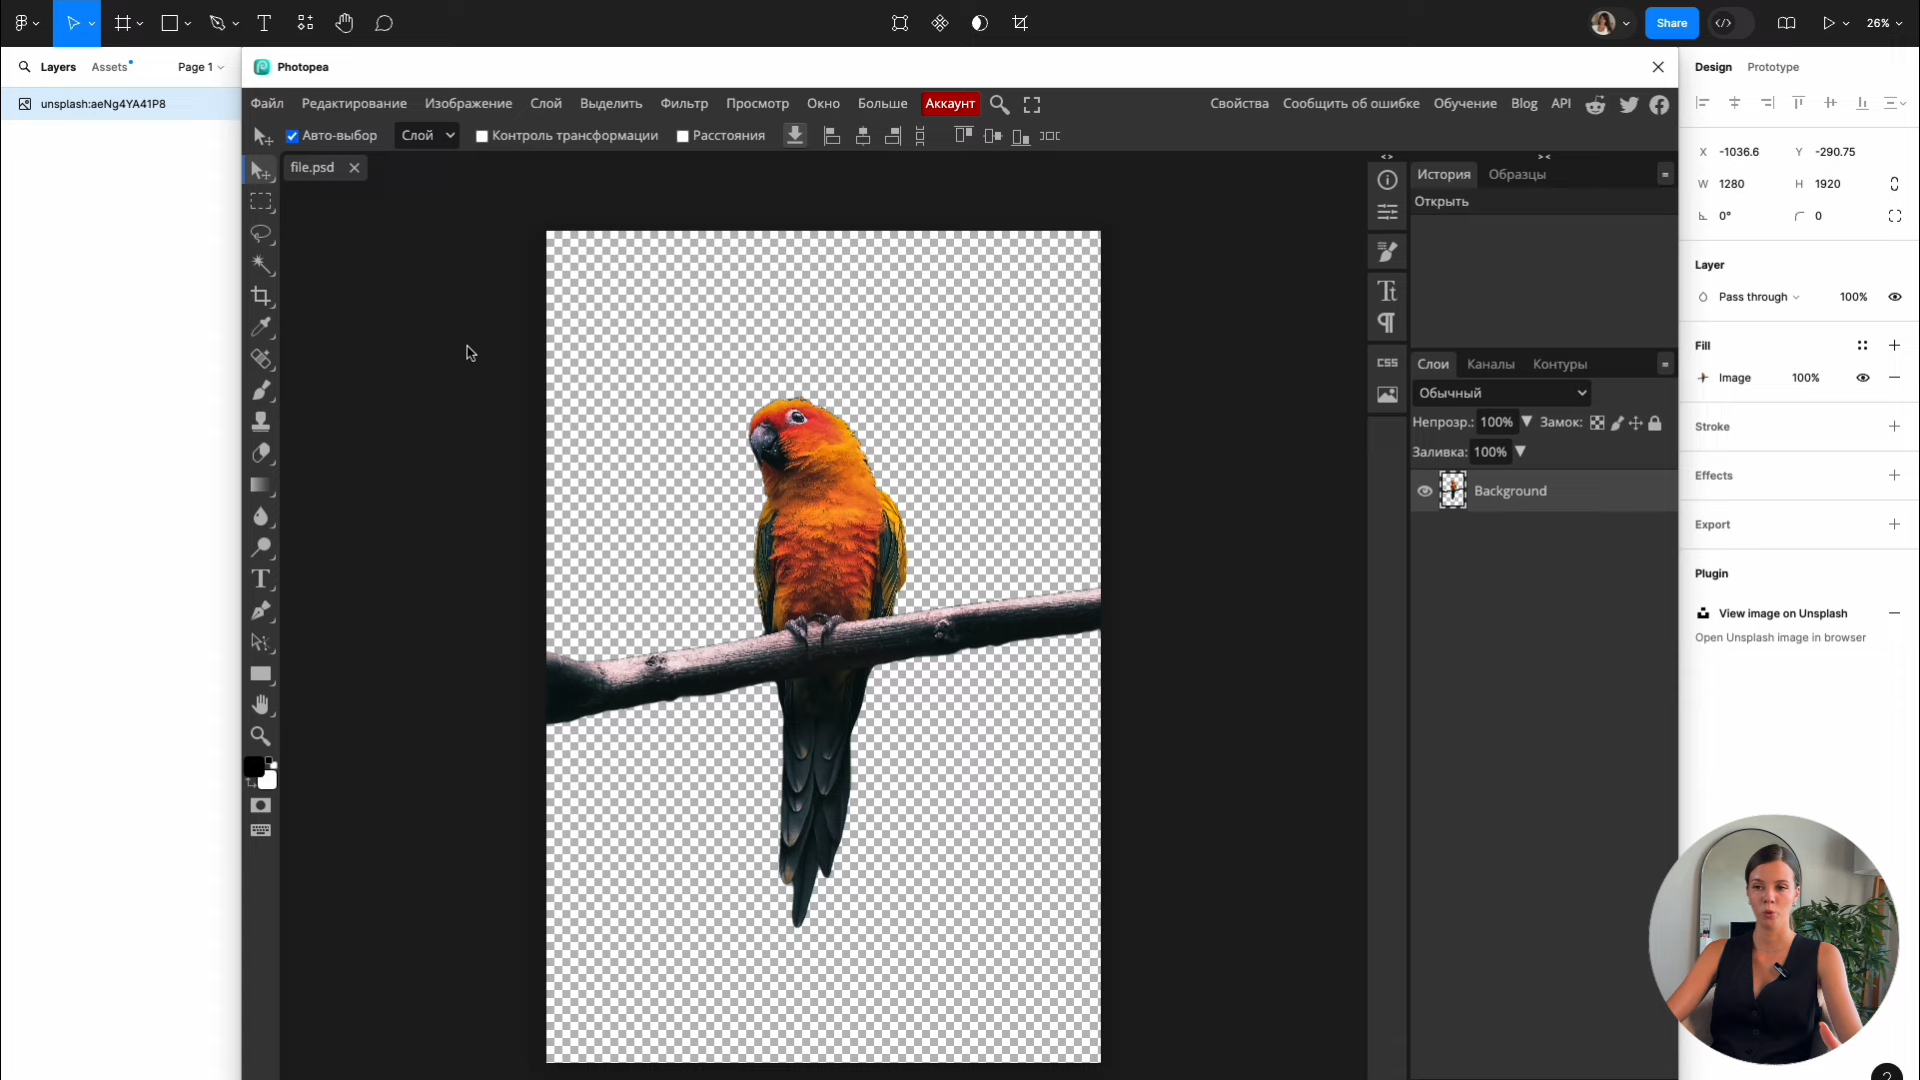 Share
26%
Layers
Assets
Page 1
unsplash:aeNg4YA41P8
Photopea
Файл
Редактирование
Изображение
Слой
Выделить
Фильтр
Просмотр
Окно
Больше
Аккаунт
Свойства
Сообщить об ошибке
Обучение
Blog
API
Авто-выбор
Слой
Контроль трансформации
Расстояния
file.psd
История
Образцы
Открыть
CSS
Слои
Каналы
Контуры
Обычный
Непрозр.: 100%
Замок:
Заливка: 100%
Background
Design
Prototype
X -1036.6
Y -290.75
W 1280
H 1920
0°
0
Layer
Pass through
100%
Fill
Image
100%
Stroke
Effects
Export
Plugin
View image on Unsplash
Open Unsplash image in browser